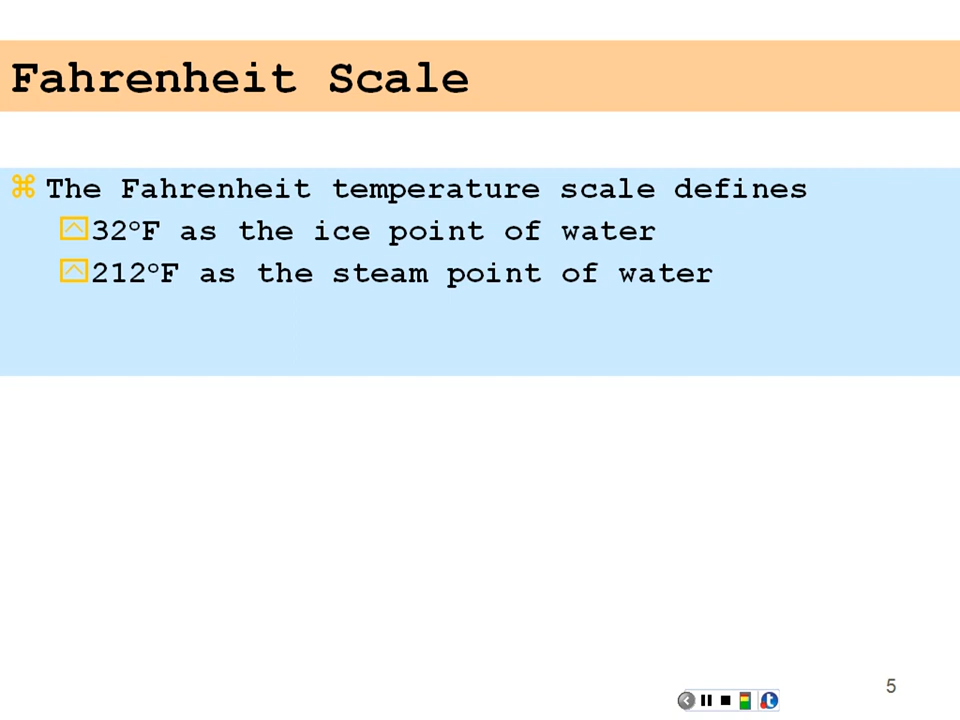 Fahrenheit Scale
The Fahrenheit temperature scale defines
32°F as the ice point of water
212°F as the steam point of water
5